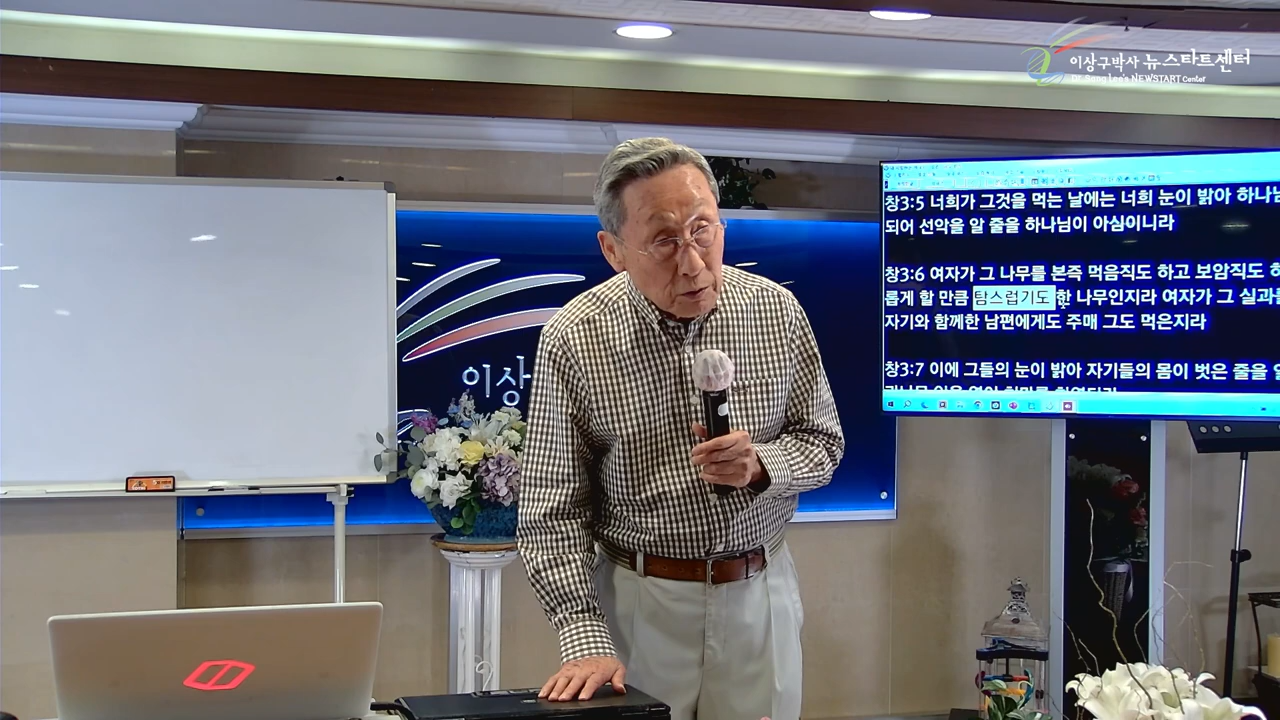 이상구박사 뉴스타트센터
Dr. Sang Lee's NEWSTART Center
창3:5 너희가 그것을 먹는 날에는 너희 눈이 밝아 하나님
되어 선악을 알 줄을 하나님이 아심이니라
창3:6 여자가 그 나무를 본즉 먹음직도 하고 보암직도 하
롭게 할 만큼 탐스럽기도 한 나무인지라 여자가 그 실과를
자기와 함께한 남편에게도 주매 그도 먹은지라
창3:7 이에 그들의 눈이 밝아 자기들의 몸이 벗은 줄을 알
이상